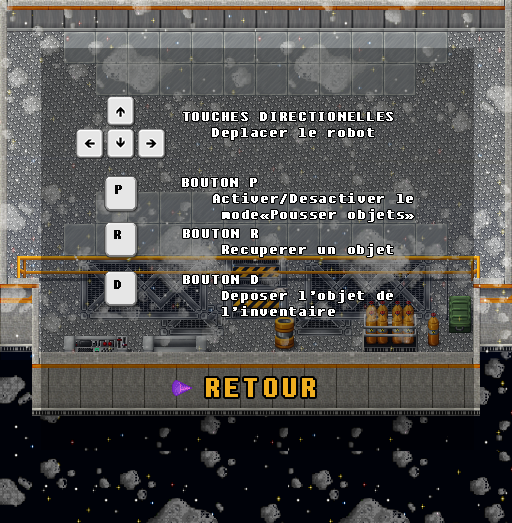 TOUCHES DIRECTIONELLES
Deplacer le robot
P
BOUTON P
Activer/Desactiver le
mode«Pousser objets»
R
BOUTON R
Recuperer un objet
D
BOUTON D
Deposer l'objet de
l'inventaire
RETOUR